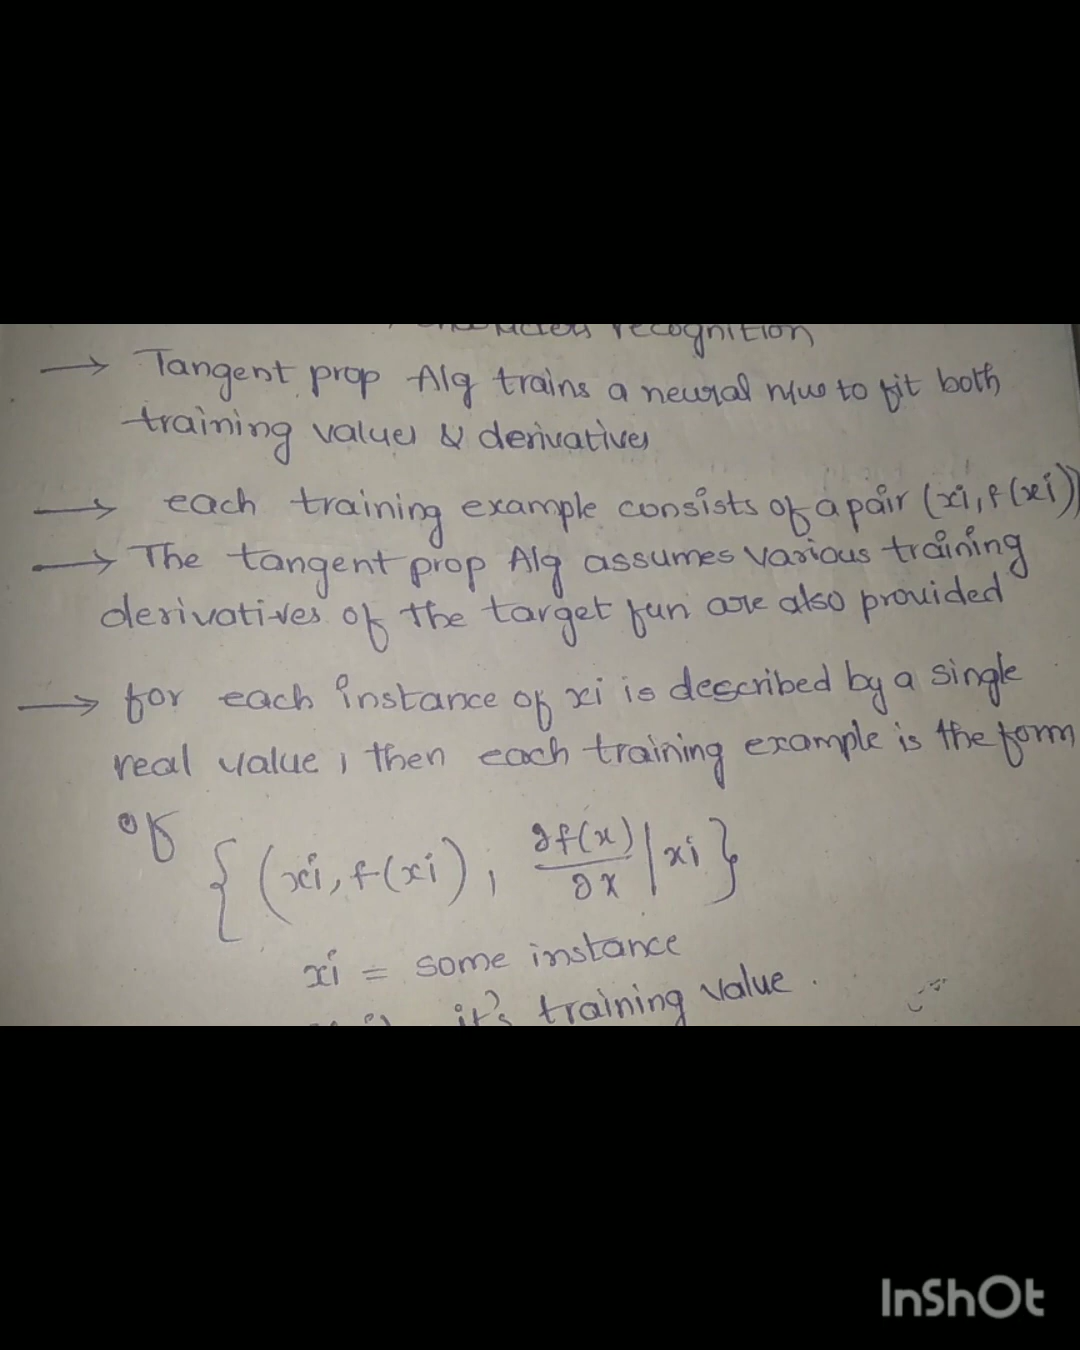 recognition
→ Tangent prop Alg trains a neural n/w to fit both
training values & derivatives
→ each training example consists of a pair (xi, f(xi))
→ The tangent prop Alg assumes various training
derivatives of the target fun are also provided
→ for each instance of xi is described by a single
real value, then each training example is the form
of
{(xi, f(xi), ∂f(x)/∂x | xi}
xi = some instance
it's training value.
InShOt